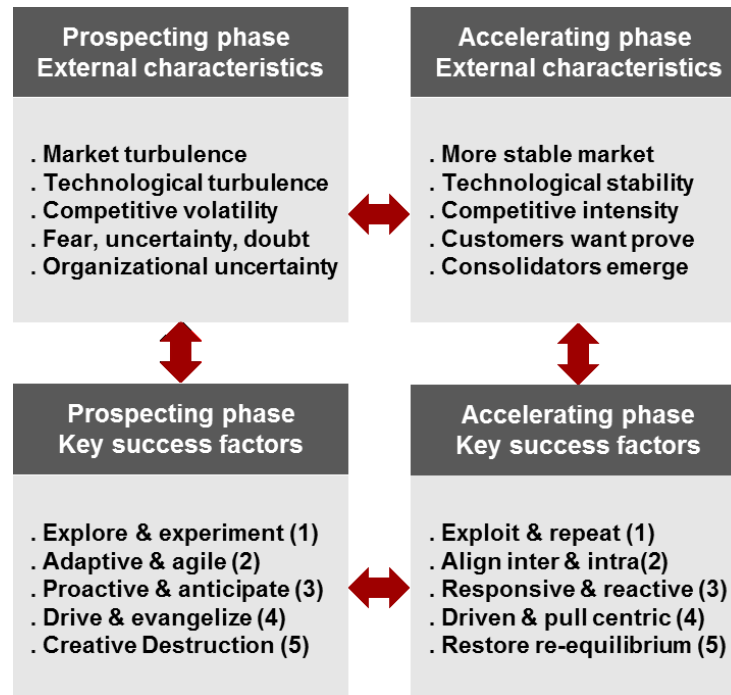 Prospecting phase
External characteristics
. Market turbulence
. Technological turbulence
. Competitive volatility
. Fear, uncertainty, doubt
. Organizational uncertainty
Accelerating phase
External characteristics
. More stable market
. Technological stability
. Competitive intensity
. Customers want prove
. Consolidators emerge
Prospecting phase
Key success factors
. Explore & experiment (1)
. Adaptive & agile (2)
. Proactive & anticipate (3)
. Drive & evangelize (4)
. Creative Destruction (5)
Accelerating phase
Key success factors
. Exploit & repeat (1)
. Align inter & intra(2)
. Responsive & reactive (3)
. Driven & pull centric (4)
. Restore re-equilibrium (5)